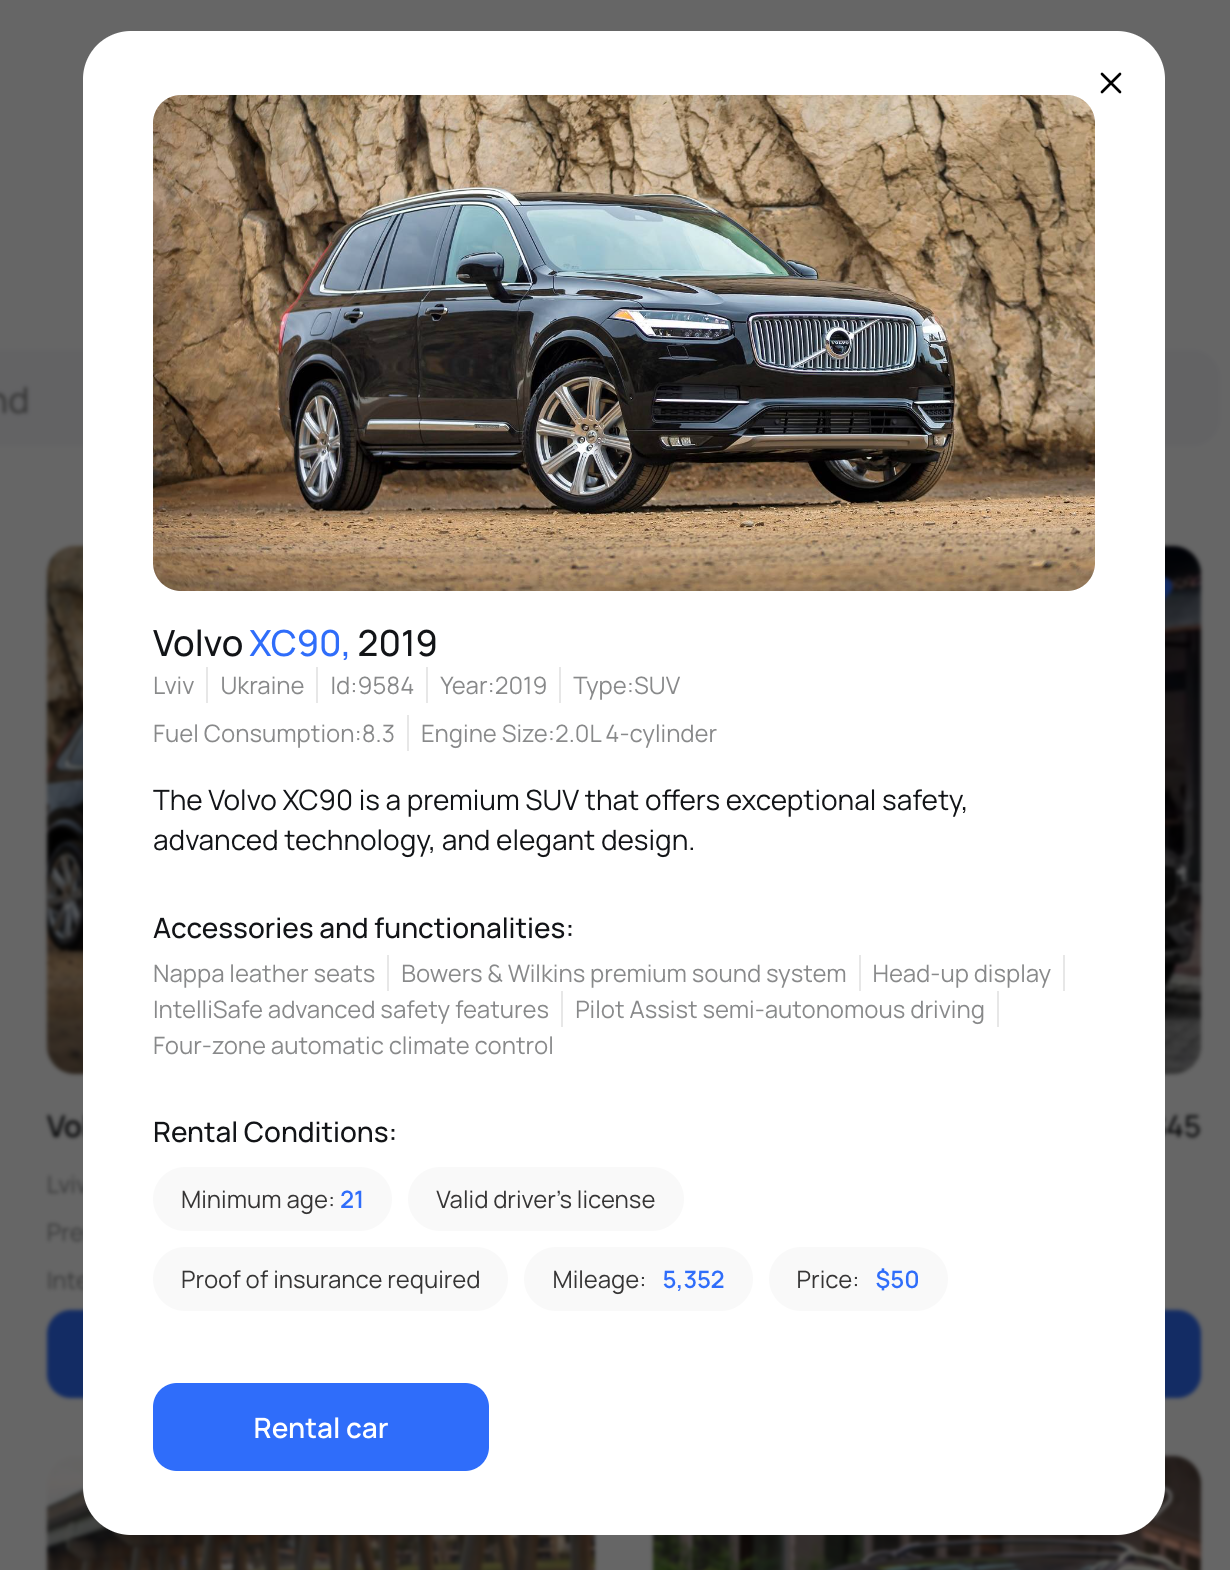 Volvo XC90, 2019
Lviv | Ukraine | Id:9584 | Year:2019 | Type:SUV
Fuel Consumption:8.3 | Engine Size:2.0L 4-cylinder
The Volvo XC90 is a premium SUV that offers exceptional safety,
advanced technology, and elegant design.
Accessories and functionalities:
Nappa leather seats | Bowers & Wilkins premium sound system | Head-up display |
IntelliSafe advanced safety features | Pilot Assist semi-autonomous driving |
Four-zone automatic climate control
Rental Conditions:
Minimum age: 21 Valid driver’s license
Proof of insurance required Mileage: 5,352 Price: $50
Rental car